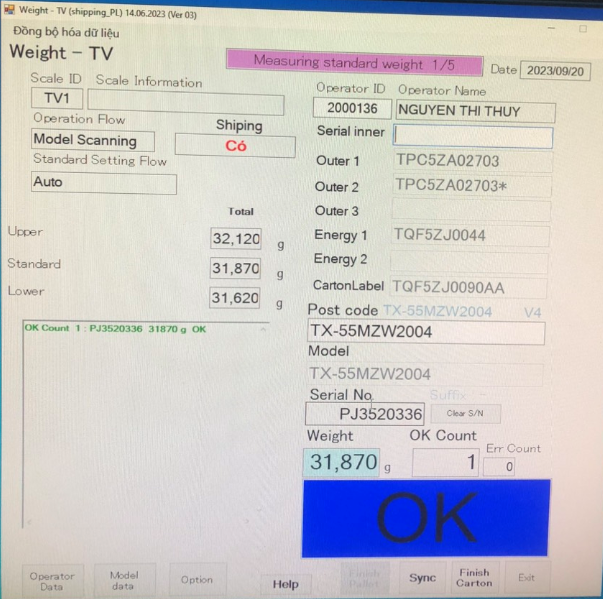 Weight - TV (shipping_PL) 14.06.2023 (Ver 03)
Đồng bộ hóa dữ liệu
Weight - TV
Measuring standard weight 1/5
Date 2023/09/20
Scale ID Scale Information
TV1
Operator ID Operator Name
2000136 NGUYEN THI THUY
Operation Flow
Model Scanning
Shiping
Có
Standard Setting Flow
Auto
Serial inner
Outer 1 TPC5ZA02703
Outer 2 TPC5ZA02703*
Outer 3
Energy 1 TQF5ZJ0044
Energy 2
CartonLabel TQF5ZJ0090AA
Total
Upper 32,120 g
Standard 31,870 g
Lower 31,620 g
OK Count 1 : PJ3520336 31870 g OK
Post code TX-55MZW2004 V4
TX-55MZW2004
Model
TX-55MZW2004
Serial No. Suffix
PJ3520336 Clear S/N
Weight OK Count
31,870 g 1
Err Count
0
OK
Operator Data
Model data
Option
Help
Finish Pallet
Sync
Finish Carton
Exit